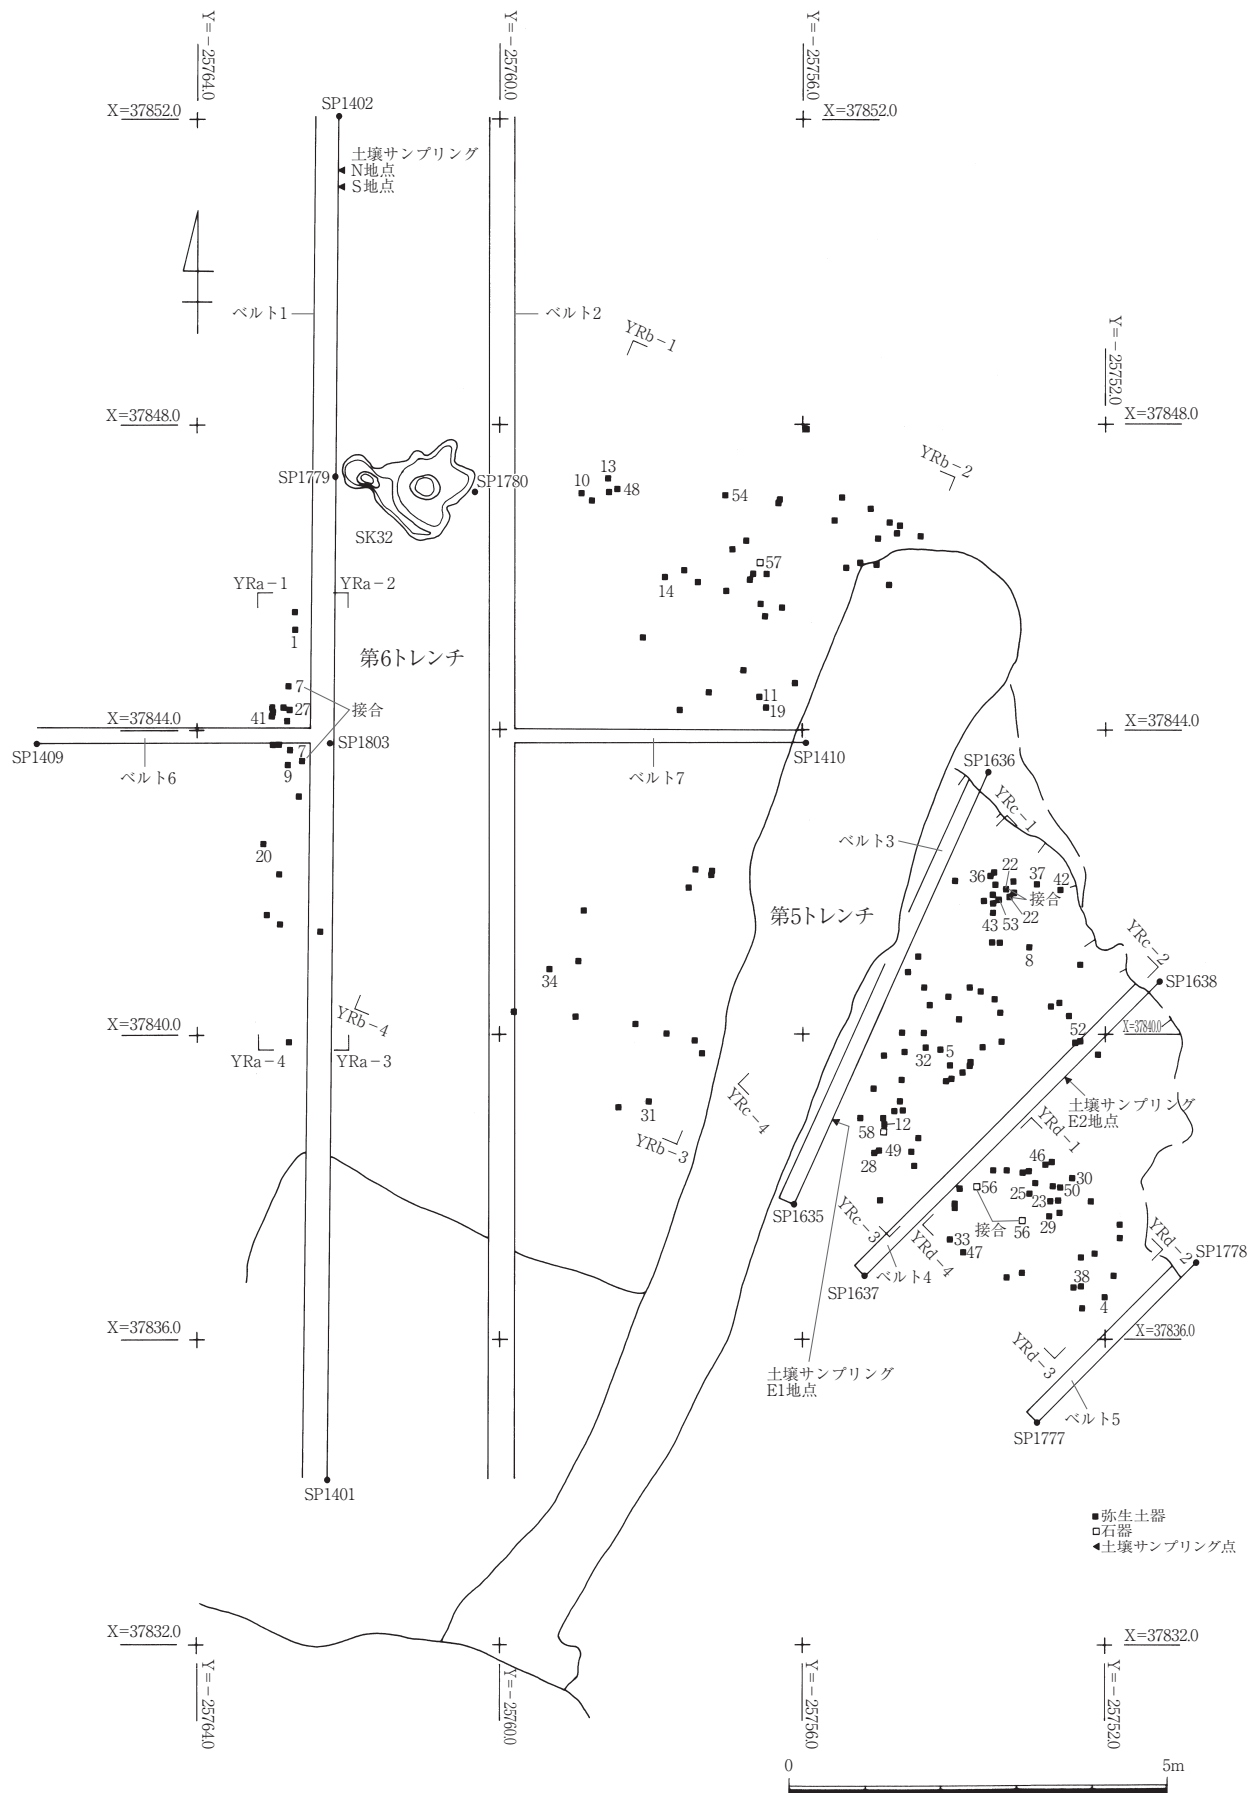 Y=-25764.0
Y=-25760.0
Y=-25756.0
X=37852.0
X=37852.0
SP1402
土壌サンプリング
N地点
S地点
ベルト1
ベルト2
YRb-1
Y=-25752.0
X=37848.0
X=37848.0
YRb-2
SP1779
SP1780
SK32
10
13
48
54
57
14
YRa-1
YRa-2
1
第6トレンチ
7
27
41
接合
11
19
X=37844.0
X=37844.0
SP1409
SP1803
SP1410
7
9
ベルト6
ベルト7
SP1636
YRc-1
ベルト3
20
36
22
37
42
接合
43
53
22
第5トレンチ
8
YRc-2
SP1638
34
YRb-4
X=37840.0
X=37840.0
YRa-4
YRa-3
52
32
5
31
YRb-3
YRc-4
土壌サンプリング
E2地点
58
12
YRd-1
28
49
46
30
56
25
23
50
29
接合
56
SP1635
YRc-3
33
47
YRd-4
YRd-2
SP1778
SP1637
ベルト4
38
4
X=37836.0
X=37836.0
YRd-3
土壌サンプリング
E1地点
ベルト5
SP1777
SP1401
■弥生土器
□石器
◀土壌サンプリング点
X=37832.0
X=37832.0
Y=-25764.0
Y=-25760.0
Y=-25756.0
Y=-25752.0
0
5m